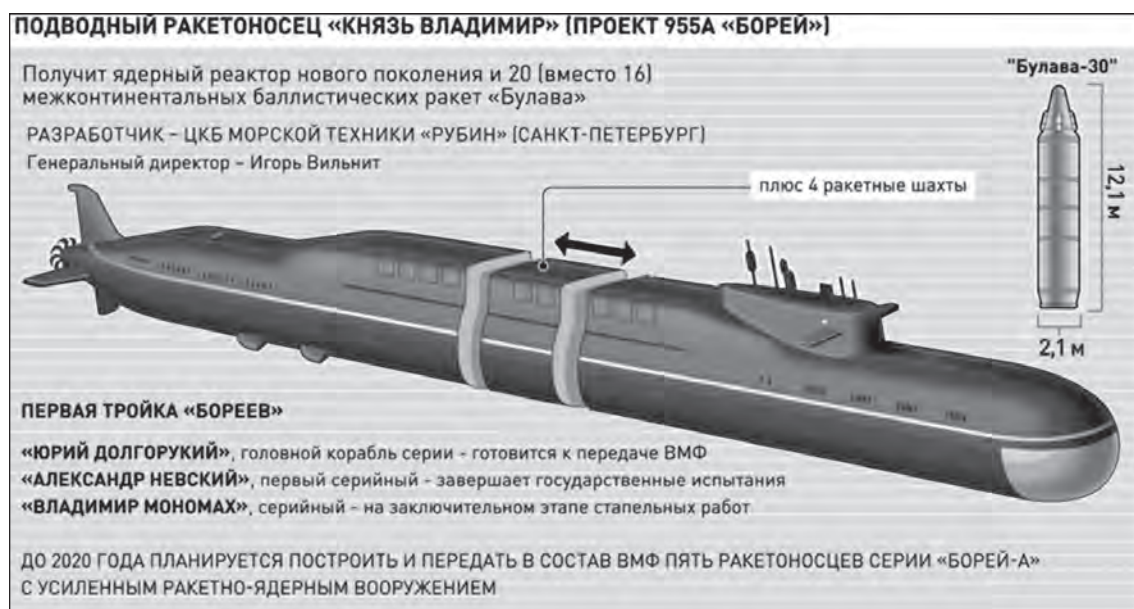 ПОДВОДНЫЙ РАКЕТОНОСЕЦ «КНЯЗЬ ВЛАДИМИР» (ПРОЕКТ 955А «БОРЕЙ»)
Получит ядерный реактор нового поколения и 20 (вместо 16)
межконтинентальных баллистических ракет «Булава»
РАЗРАБОТЧИК – ЦКБ МОРСКОЙ ТЕХНИКИ «РУБИН» (САНКТ-ПЕТЕРБУРГ)
Генеральный директор – Игорь Вильнит
"Булава-30"
12,1 м
2,1 м
плюс 4 ракетные шахты
ПЕРВАЯ ТРОЙКА «БОРЕЕВ»
«ЮРИЙ ДОЛГОРУКИЙ», головной корабль серии - готовится к передаче ВМФ
«АЛЕКСАНДР НЕВСКИЙ», первый серийный - завершает государственные испытания
«ВЛАДИМИР МОНОМАХ», серийный - на заключительном этапе стапельных работ
ДО 2020 ГОДА ПЛАНИРУЕТСЯ ПОСТРОИТЬ И ПЕРЕДАТЬ В СОСТАВ ВМФ ПЯТЬ РАКЕТОНОСЦЕВ СЕРИИ «БОРЕЙ-А»
С УСИЛЕННЫМ РАКЕТНО-ЯДЕРНЫМ ВООРУЖЕНИЕМ